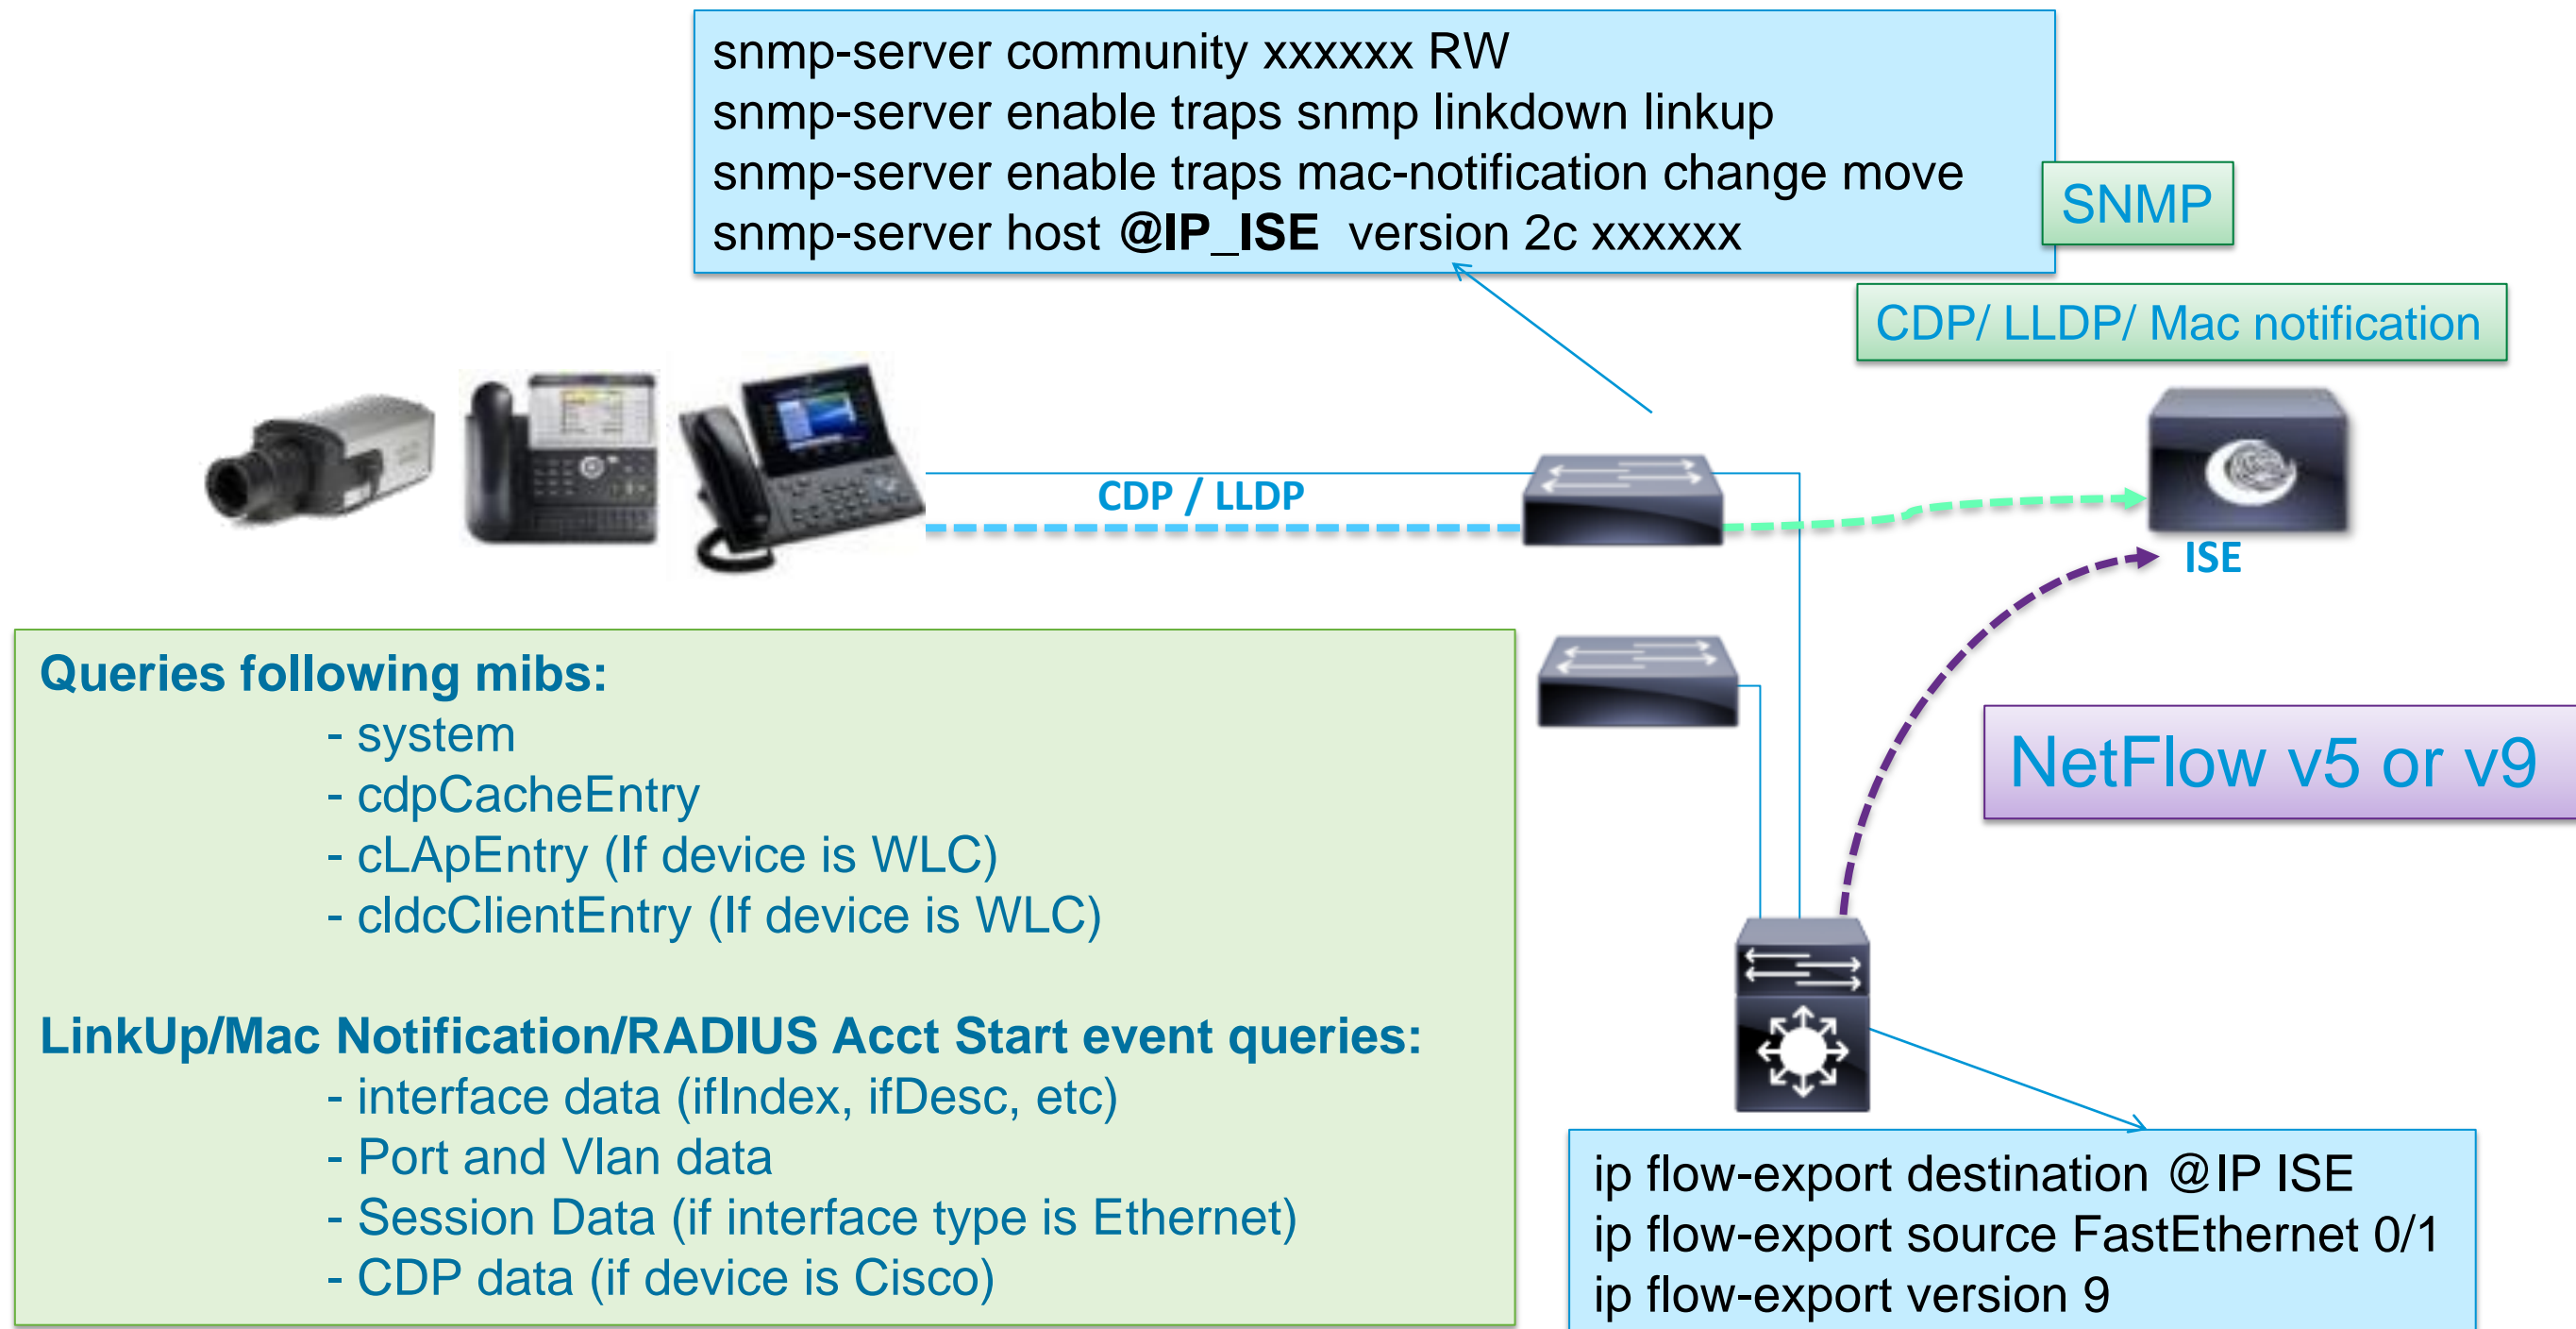 snmp-server community xxxxxx RW
snmp-server enable traps snmp linkdown linkup
snmp-server enable traps mac-notification change move
snmp-server host @IP_ISE version 2c xxxxxx
SNMP
CDP/ LLDP/ Mac notification
CDP / LLDP
ISE
Queries following mibs:
- system
- cdpCacheEntry
- cLApEntry (If device is WLC)
- cldcClientEntry (If device is WLC)
LinkUp/Mac Notification/RADIUS Acct Start event queries:
- interface data (ifIndex, ifDesc, etc)
- Port and Vlan data
- Session Data (if interface type is Ethernet)
- CDP data (if device is Cisco)
NetFlow v5 or v9
ip flow-export destination @IP ISE
ip flow-export source FastEthernet 0/1
ip flow-export version 9